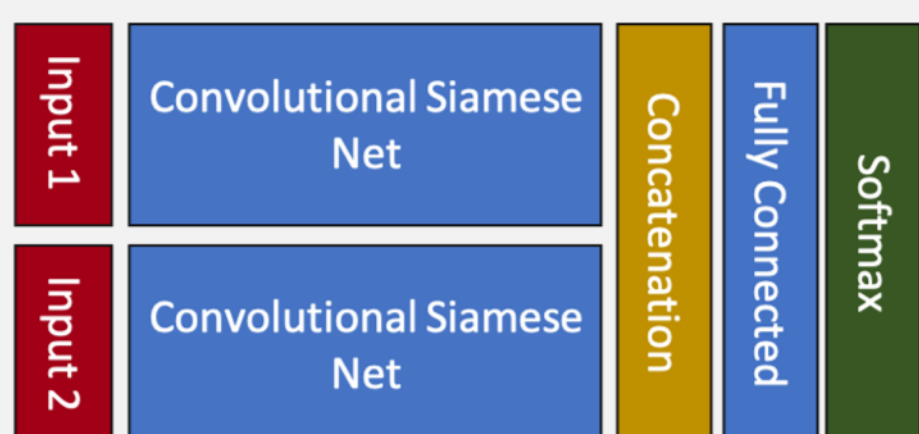 Input 1
Convolutional Siamese
Net
Input 2
Convolutional Siamese
Net
Concatenation
Fully Connected
Softmax